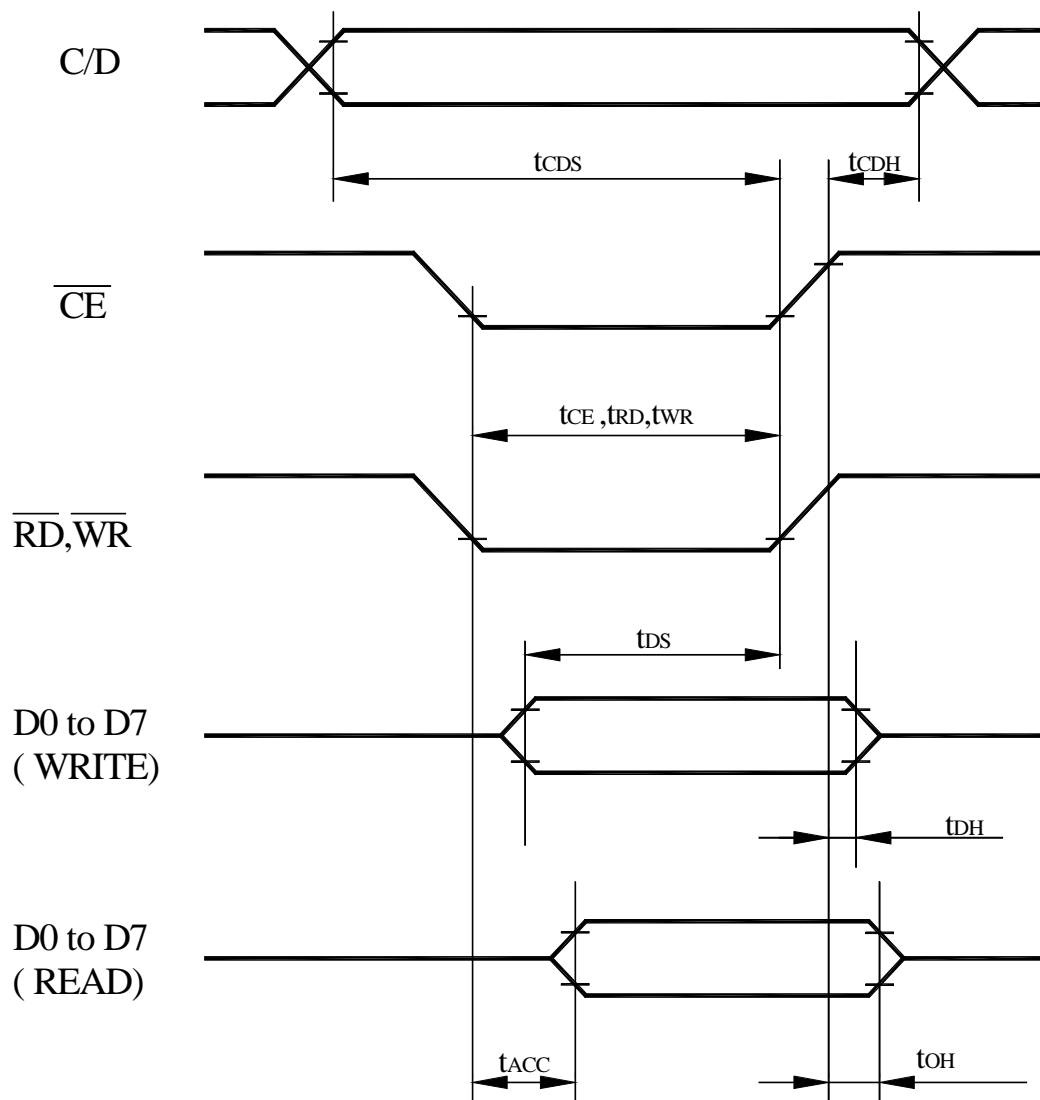 C/D
tCDS
tCDH
CE
tCE ,tRD,tWR
RD,WR
tDS
D0 to D7
( WRITE)
tDH
D0 to D7
( READ)
tACC
tOH